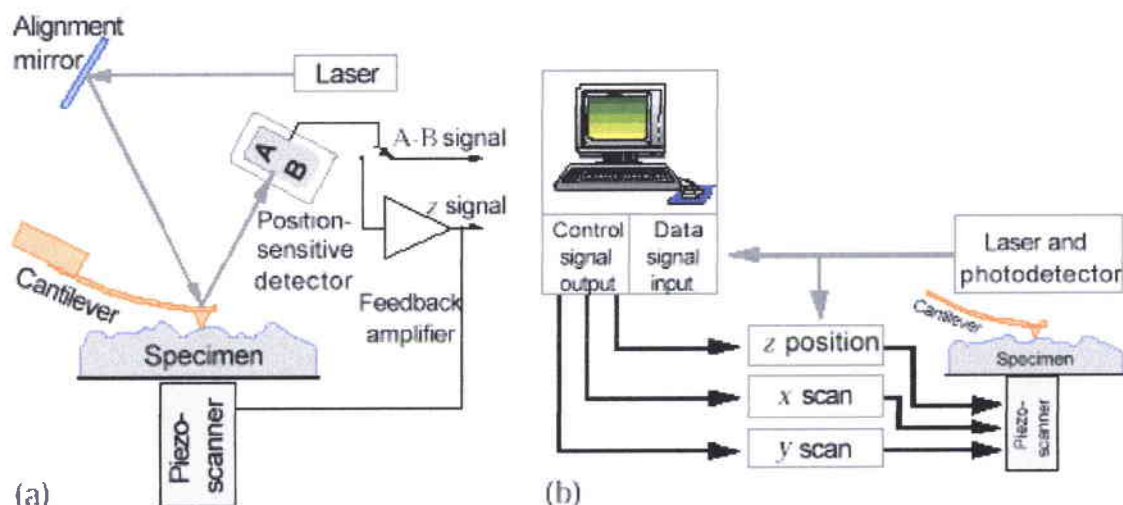 Alignment
mirror
Laser
A
B
A-B signal
z signal
Position-
sensitive
detector
Cantilever
Feedback
amplifier
Specimen
Piezo-
scanner
(a)
Control
signal
output
Data
signal
input
Laser and
photodetector
Cantilever
z position
Specimen
x scan
Piezo-
scanner
y scan
(b)